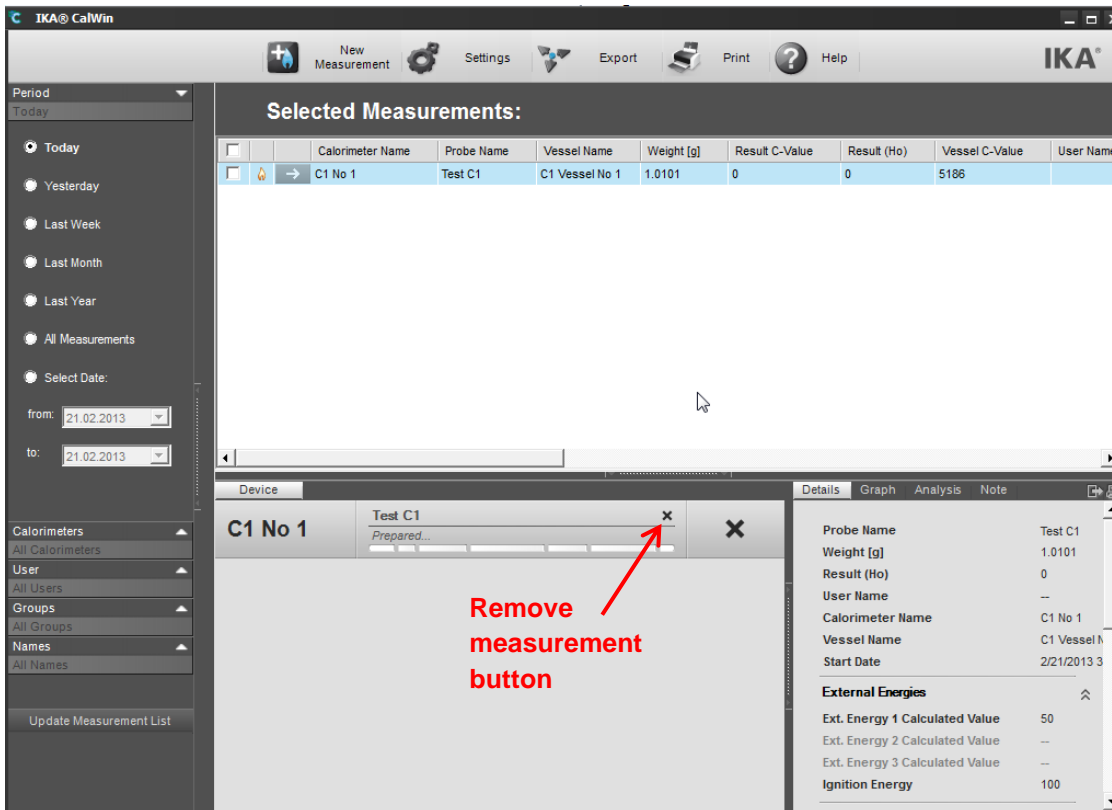 IKA® CalWin
New Measurement
Settings
Export
Print
Help
IKA®
Period
Today
Today
Yesterday
Last Week
Last Month
Last Year
All Measurements
Select Date:
from: 21.02.2013
to: 21.02.2013
Calorimeters
All Calorimeters
User
All Users
Groups
All Groups
Names
All Names
Update Measurement List
Selected Measurements:
Calorimeter Name Probe Name Vessel Name Weight [g] Result C-Value Result (Ho) Vessel C-Value User Name
C1 No 1 Test C1 C1 Vessel No 1 1.0101 0 0 5186
Device
C1 No 1
Test C1
Prepared...
Remove
measurement
button
Details Graph Analysis Note
Probe Name Test C1
Weight [g] 1.0101
Result (Ho) 0
User Name --
Calorimeter Name C1 No 1
Vessel Name C1 Vessel
Start Date 2/21/2013 3
External Energies
Ext. Energy 1 Calculated Value 50
Ext. Energy 2 Calculated Value --
Ext. Energy 3 Calculated Value --
Ignition Energy 100